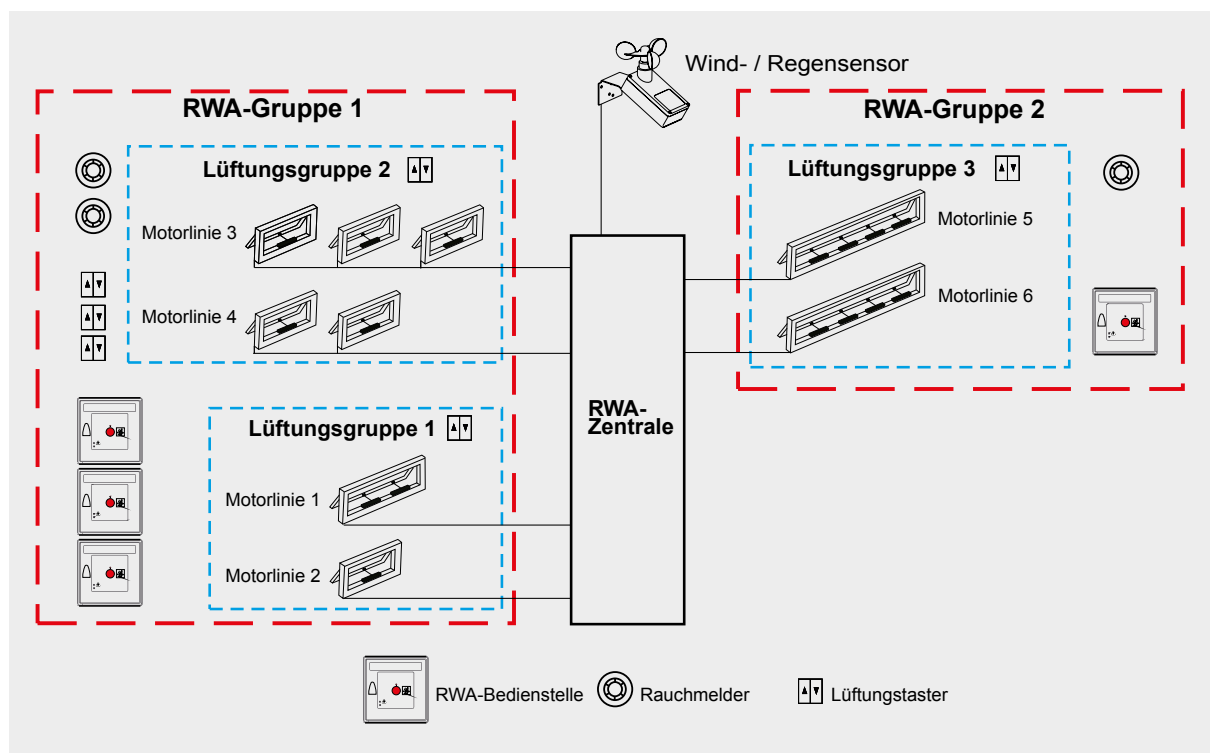 Wind- / Regensensor
RWA-Gruppe 1
Lüftungsgruppe 2
Motorlinie 3
Motorlinie 4
Lüftungsgruppe 1
Motorlinie 1
Motorlinie 2
RWA-
Zentrale
RWA-Gruppe 2
Lüftungsgruppe 3
Motorlinie 5
Motorlinie 6
RWA-Bedienstelle
Rauchmelder
Lüftungstaster